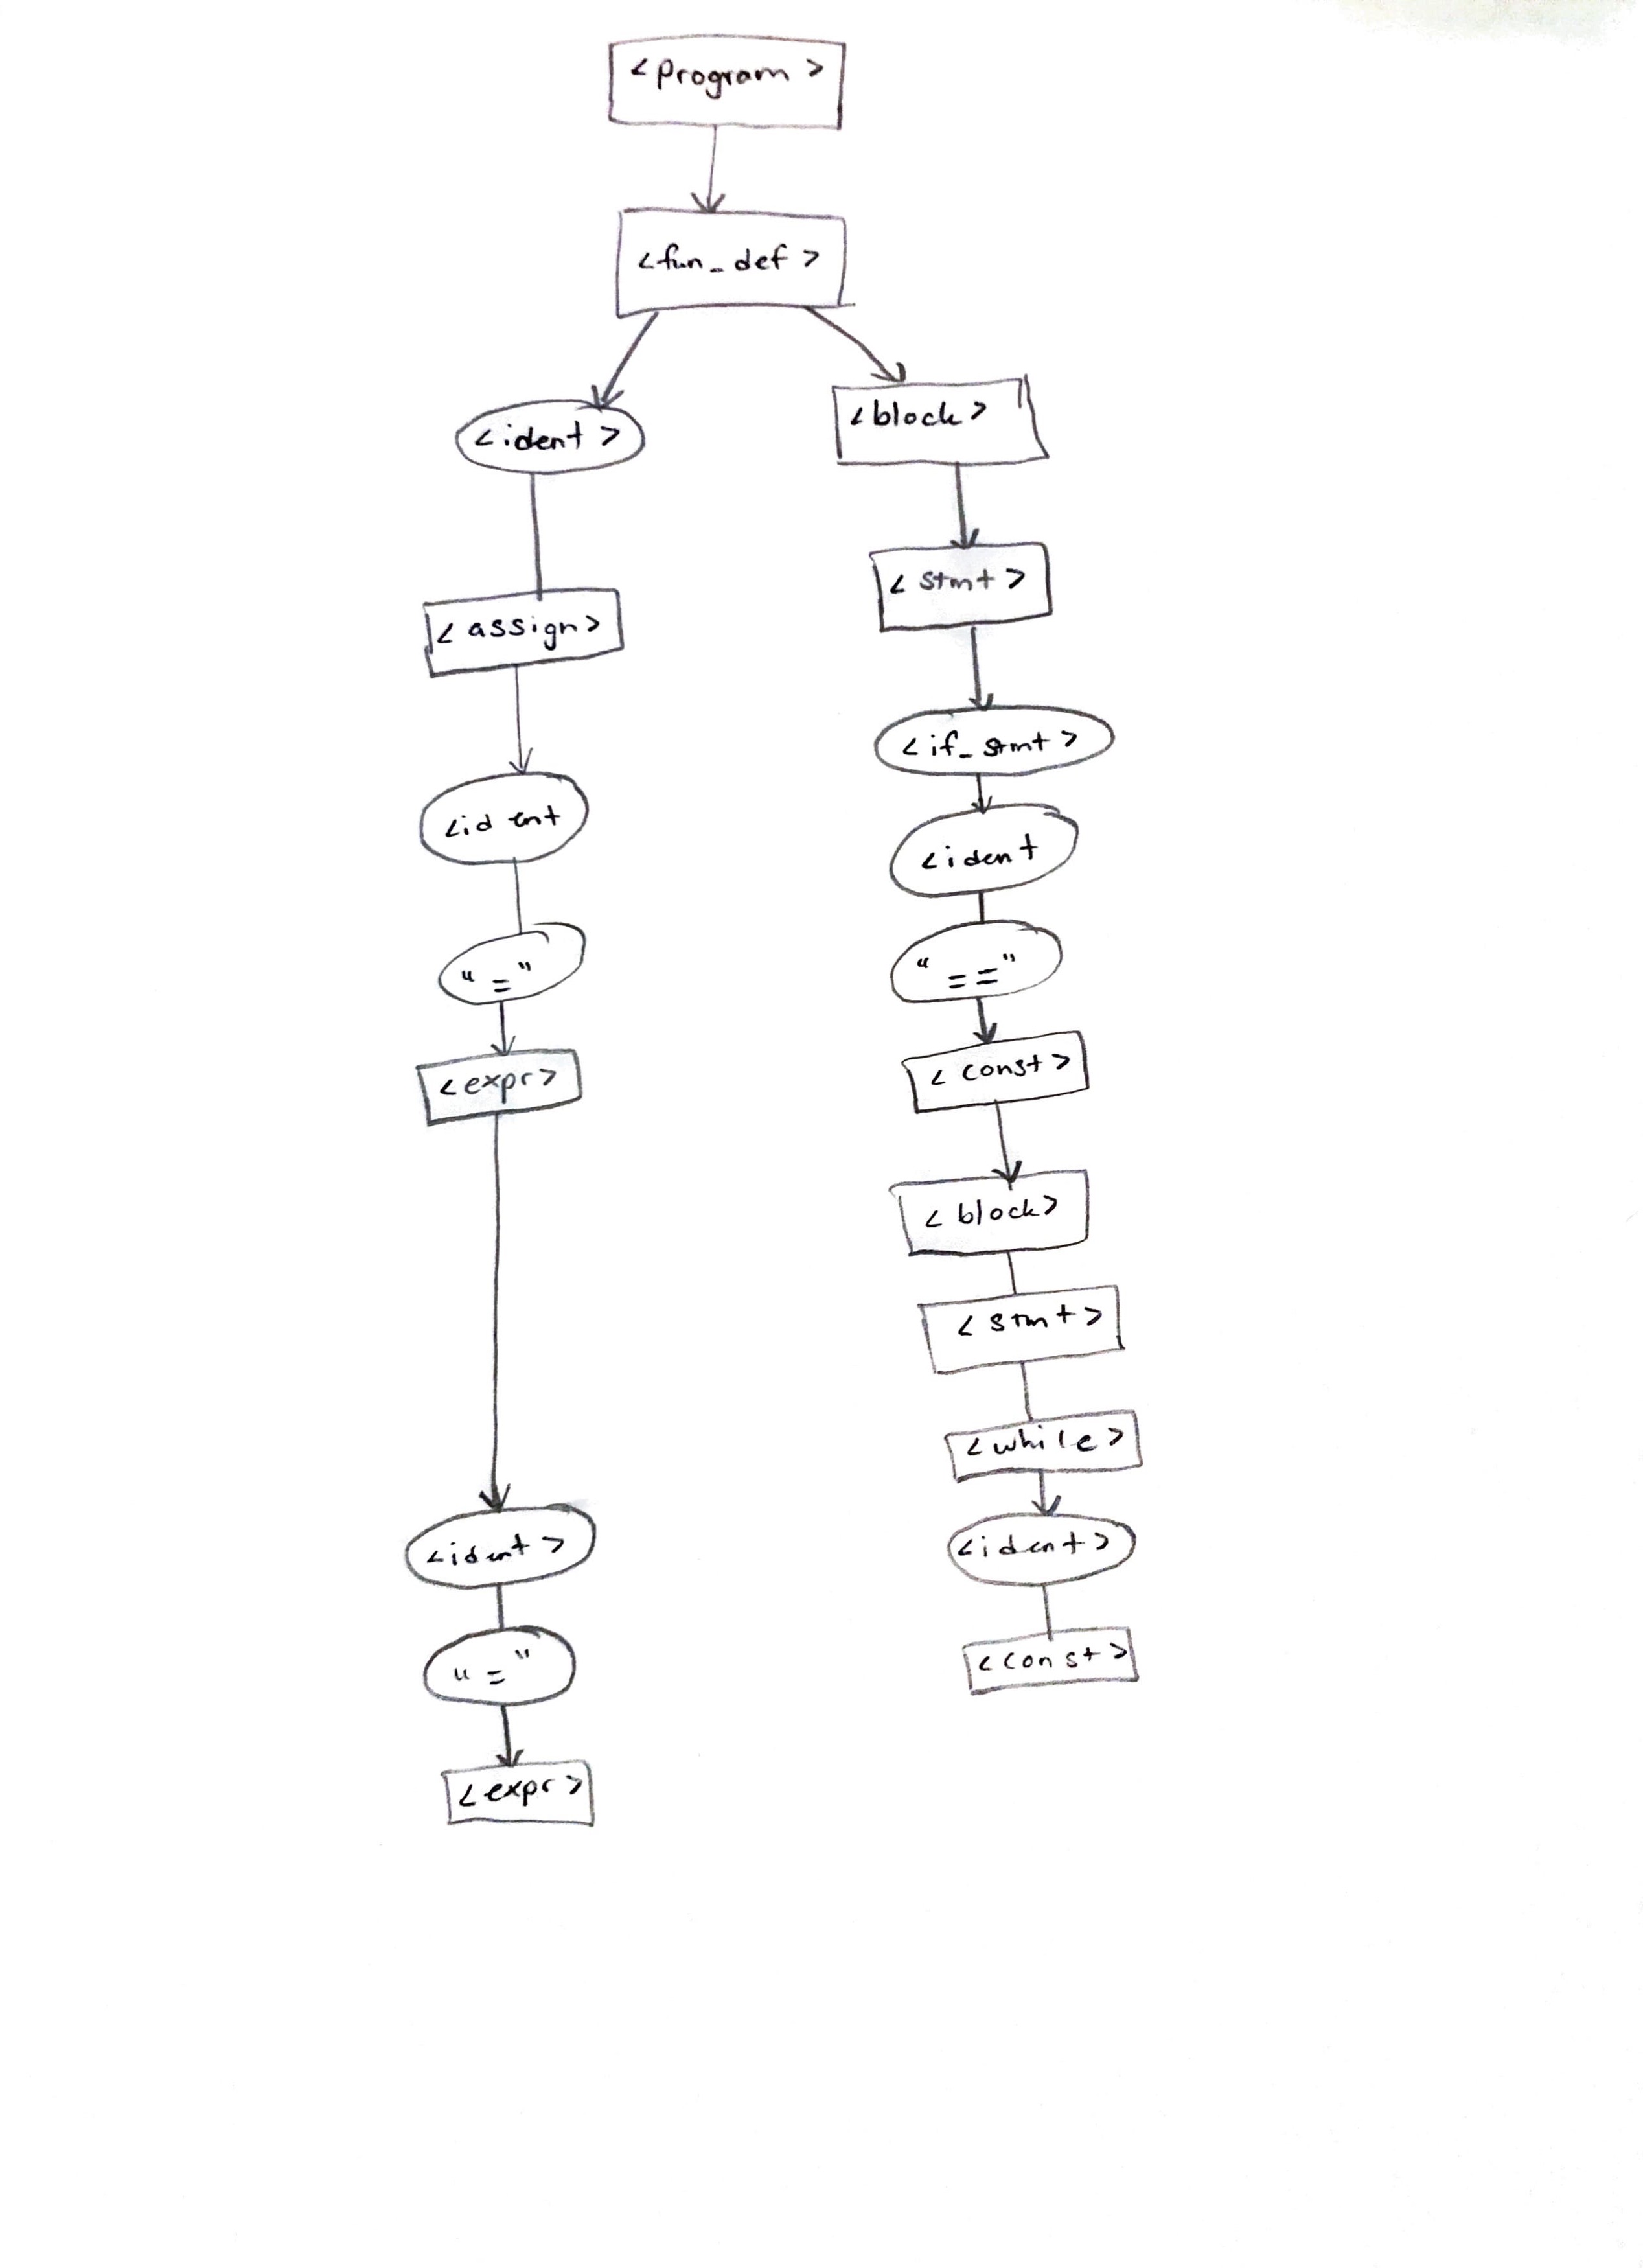 <program>
<fun_def>
<ident>
<block>
<assign>
<stmt>
<ident
<if_stmt>
"="
<ident
<expr>
"=="
<const>
<block>
<stmt>
<while>
<ident>
<ident>
"="
<const>
<expr>